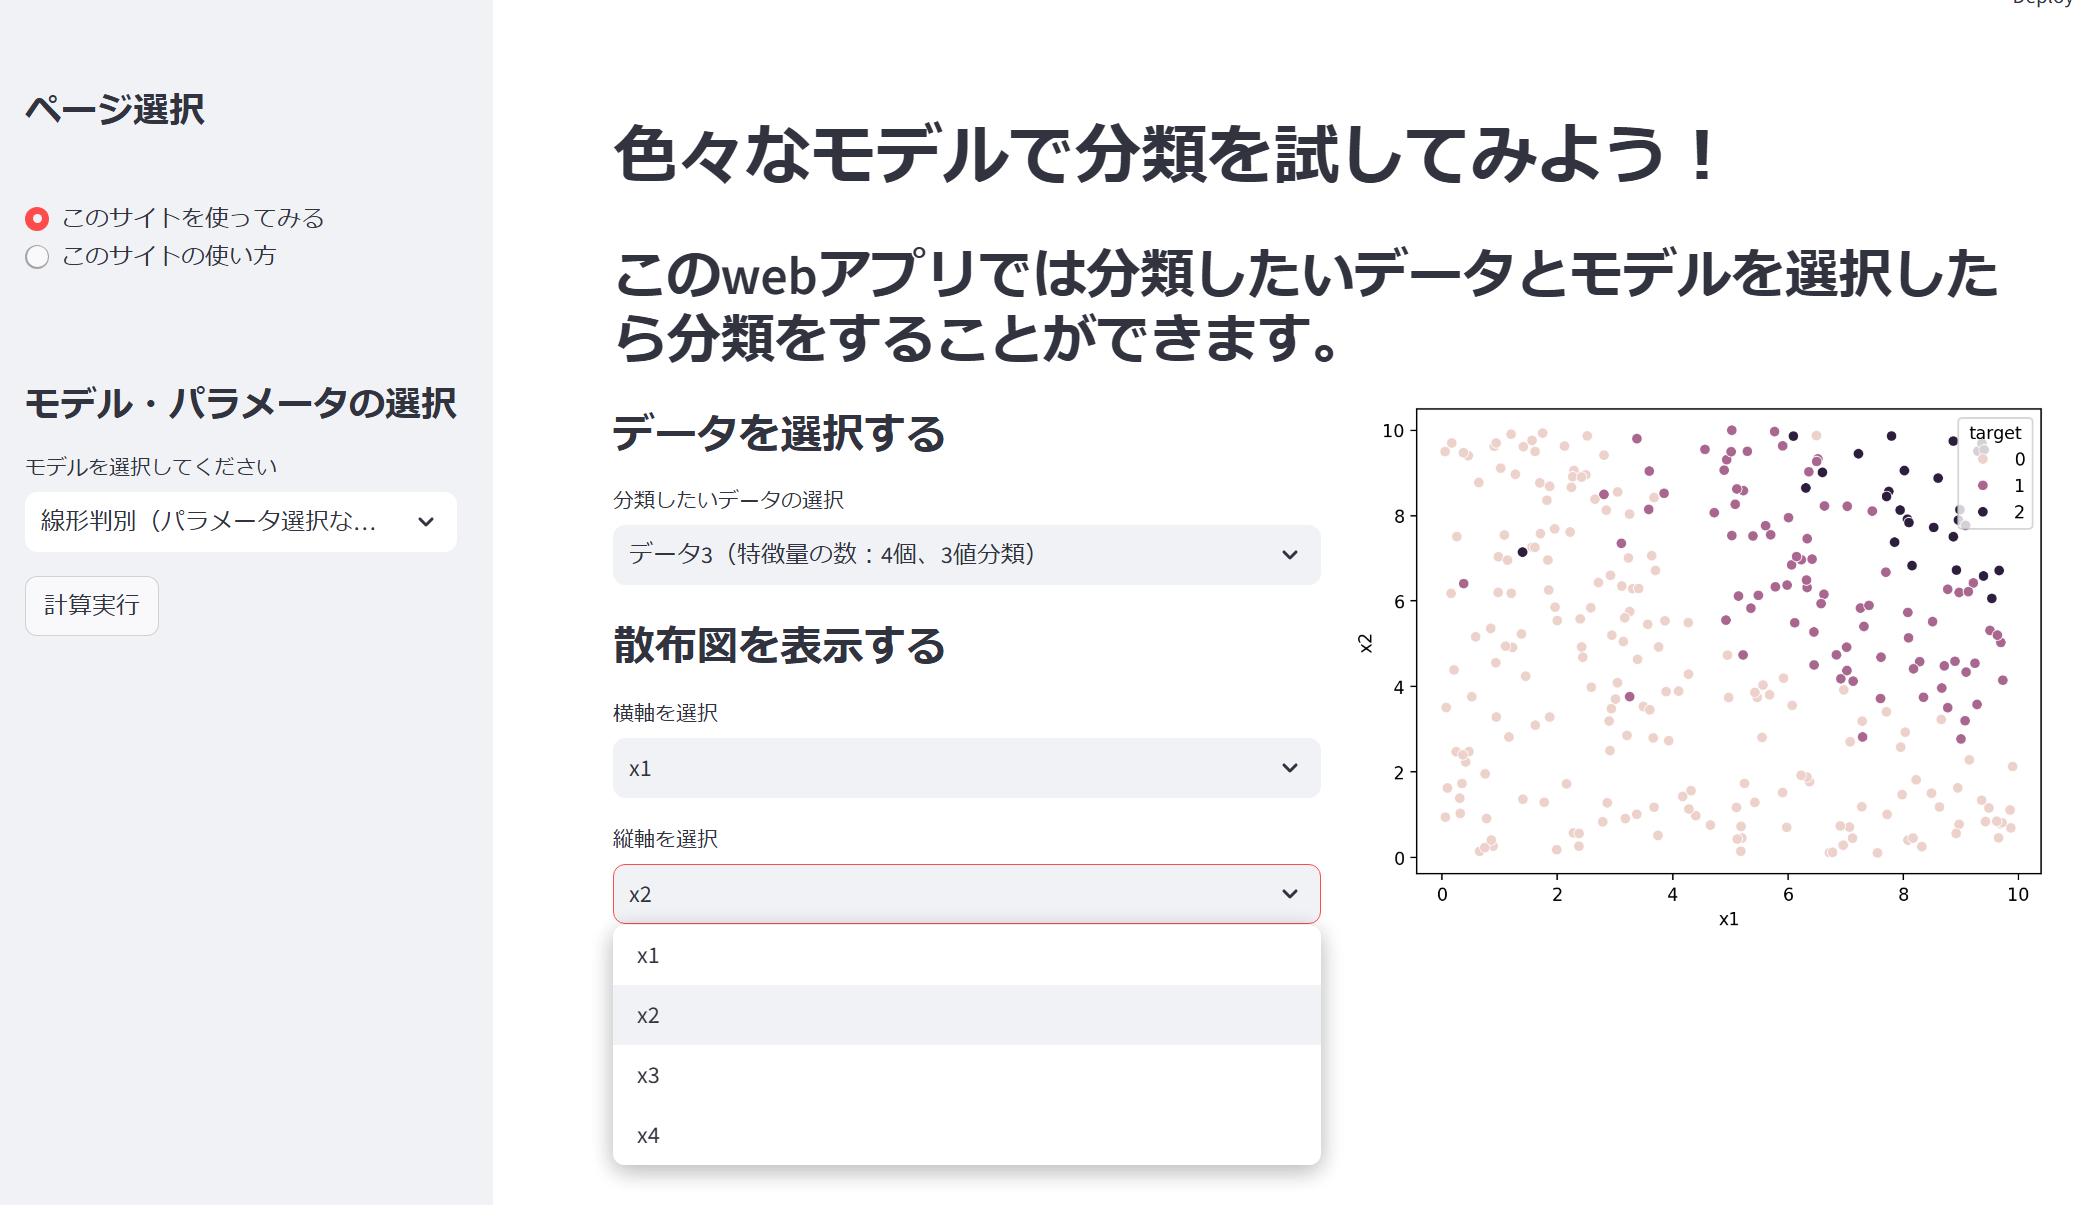 Deploy
ページ選択
このサイトを使ってみる
このサイトの使い方
モデル・パラメータの選択
モデルを選択してください
線形判別（パラメータ選択な...
計算実行
色々なモデルで分類を試してみよう！
このwebアプリでは分類したいデータとモデルを選択した
ら分類をすることができます。
データを選択する
分類したいデータの選択
データ3（特徴量の数：4個、3値分類）
散布図を表示する
横軸を選択
x1
縦軸を選択
x2
x1
x2
x3
x4
target
0
1
2
10
8
6
4
2
0
x2
0 2 4 6 8 10
x1